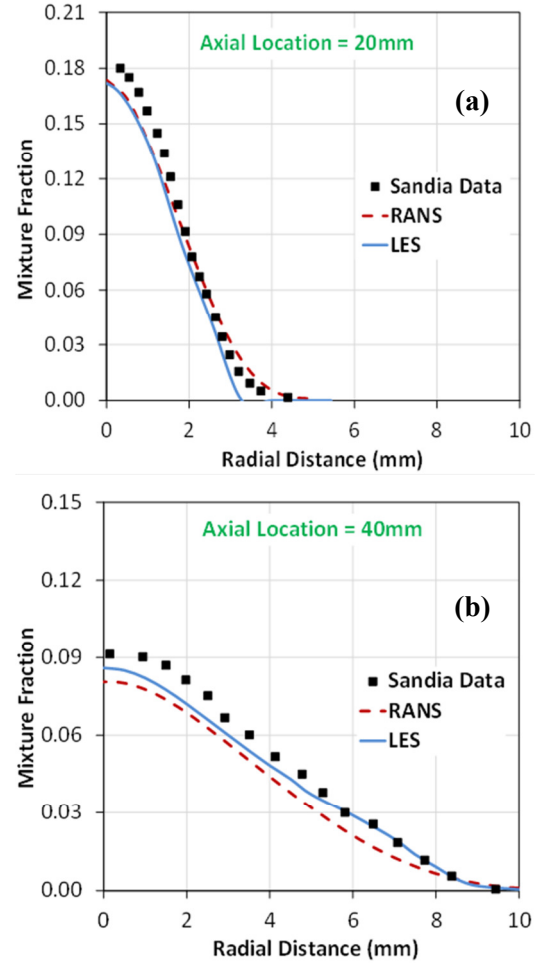 0.21
Axial Location = 20mm
0.18
(a)
0.15
Mixture Fraction
0.12
Sandia Data
RANS
0.09
LES
0.06
0.03
0.00
0 2 4 6 8 10
Radial Distance (mm)
0.15
Axial Location = 40mm
0.12
(b)
Mixture Fraction
0.09
Sandia Data
RANS
0.06
LES
0.03
0.00
0 2 4 6 8 10
Radial Distance (mm)